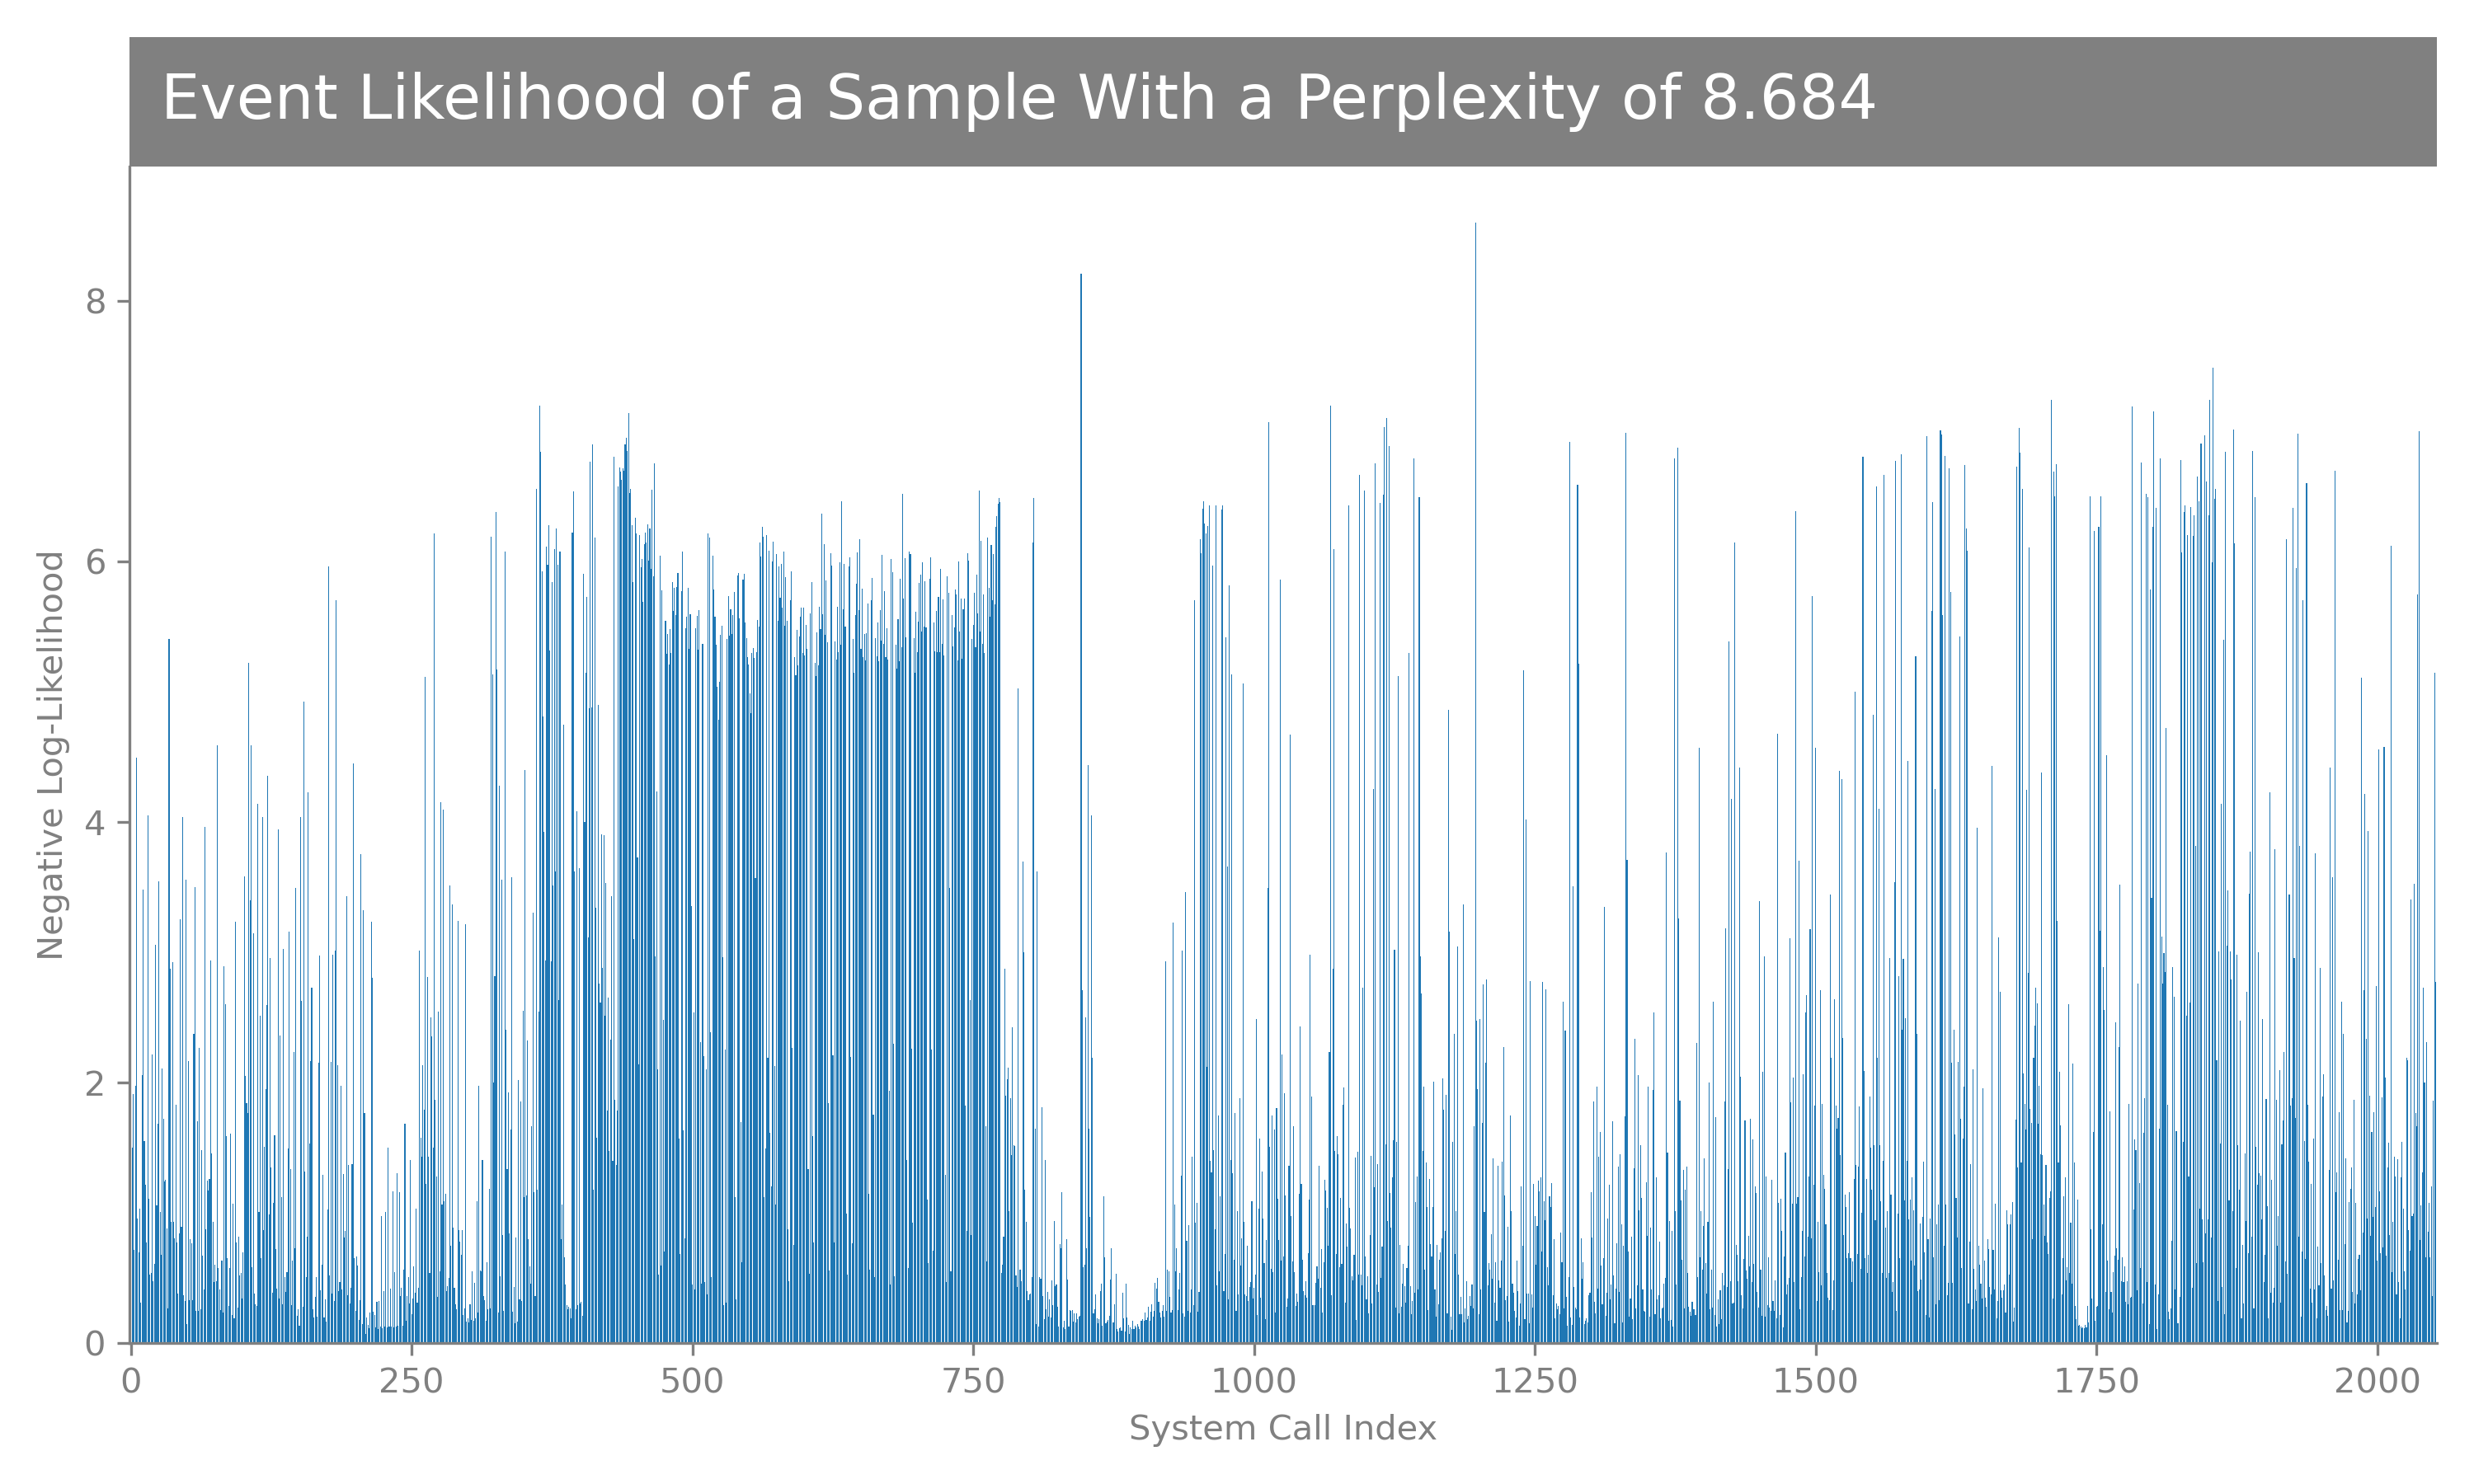 Event Likelihood of a Sample With a Perplexity of 8.684
Negative Log-Likelihood
8
6
4
2
0
0 250 500 750 1000 1250 1500 1750 2000
System Call Index